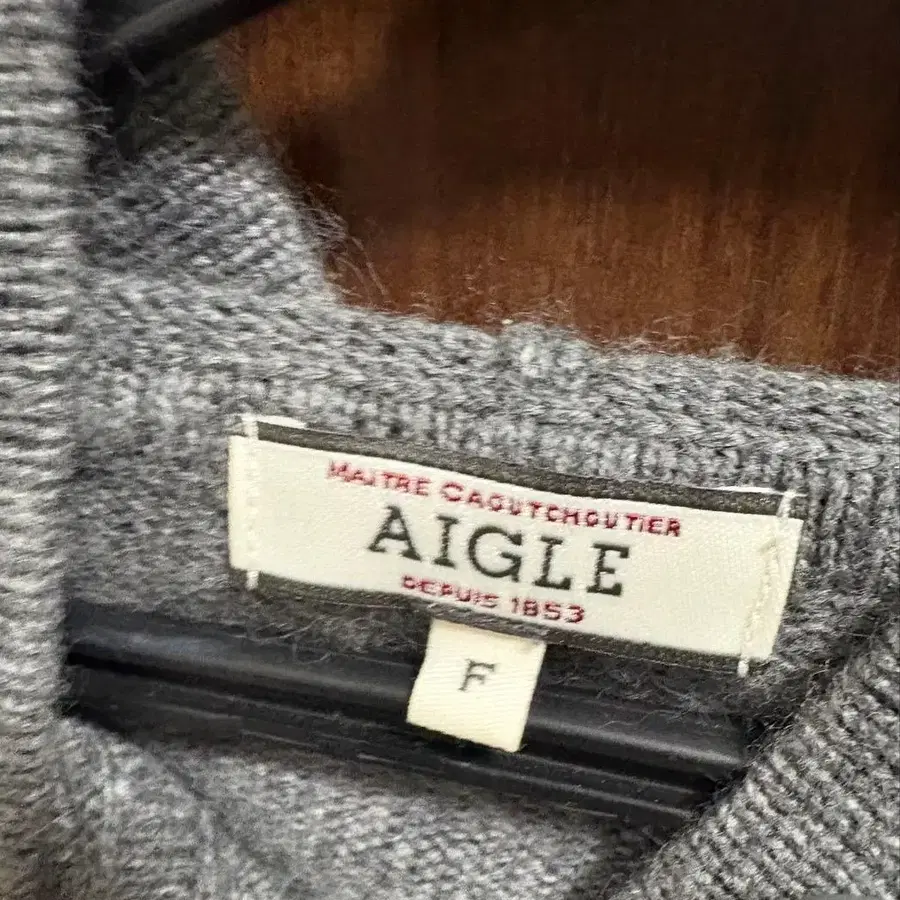 MAITRE CAOUTCHOUTIER
AIGLE
DEPUIS 1853
F